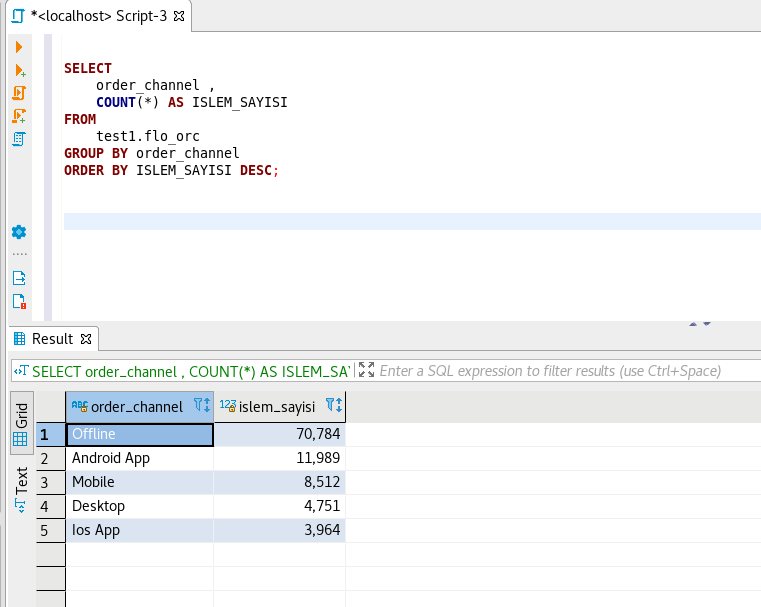 *<localhost> Script-3
SELECT
order_channel ,
COUNT(*) AS ISLEM_SAYISI
FROM
test1.flo_orc
GROUP BY order_channel
ORDER BY ISLEM_SAYISI DESC;
Result
SELECT order_channel , COUNT(*) AS ISLEM_SA
Enter a SQL expression to filter results (use Ctrl+Space)
Grid
Text
order_channel 123 islem_sayisi
1 Offline 70,784
2 Android App 11,989
3 Mobile 8,512
4 Desktop 4,751
5 Ios App 3,964